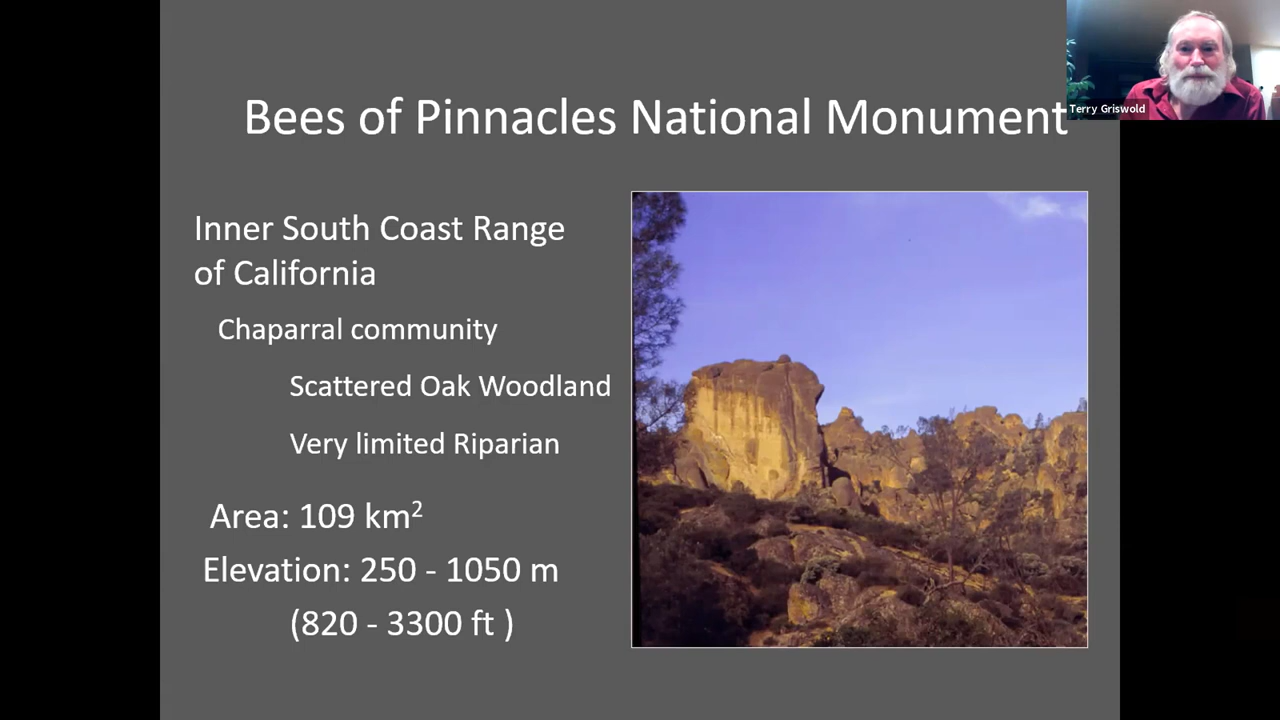 Bees of Pinnacles National Monument
Terry Griswold
Inner South Coast Range
of California
Chaparral community
Scattered Oak Woodland
Very limited Riparian
Area: 109 km²
Elevation: 250 - 1050 m
(820 - 3300 ft )